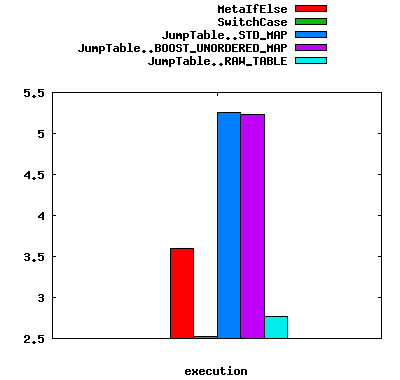 MetaIfElse
SwitchCase
JumpTable..STD_MAP
JumpTable..BOOST_UNORDERED_MAP
JumpTable..RAW_TABLE
5.5
5
4.5
4
3.5
3
2.5
execution